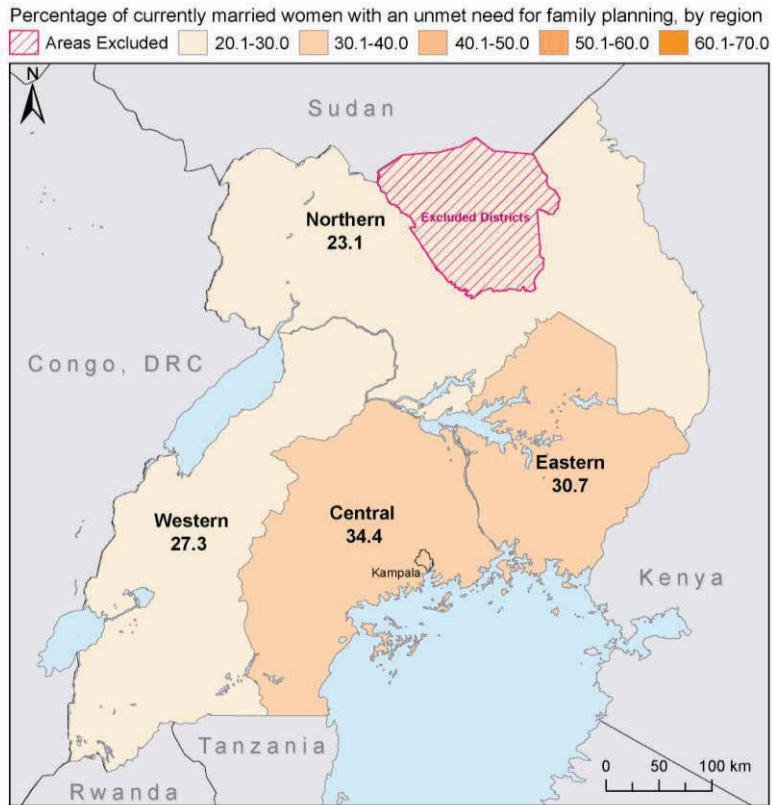 Percentage of currently married women with an unmet need for family planning, by region
Areas Excluded 20.1-30.0 30.1-40.0 40.1-50.0 50.1-60.0 60.1-70.0
N
Sudan
Northern
23.1
Excluded Districts
Congo, DRC
Eastern
30.7
Western
27.3
Central
34.4
Kampala
Kenya
Tanzania
Rwanda
0 50 100 km